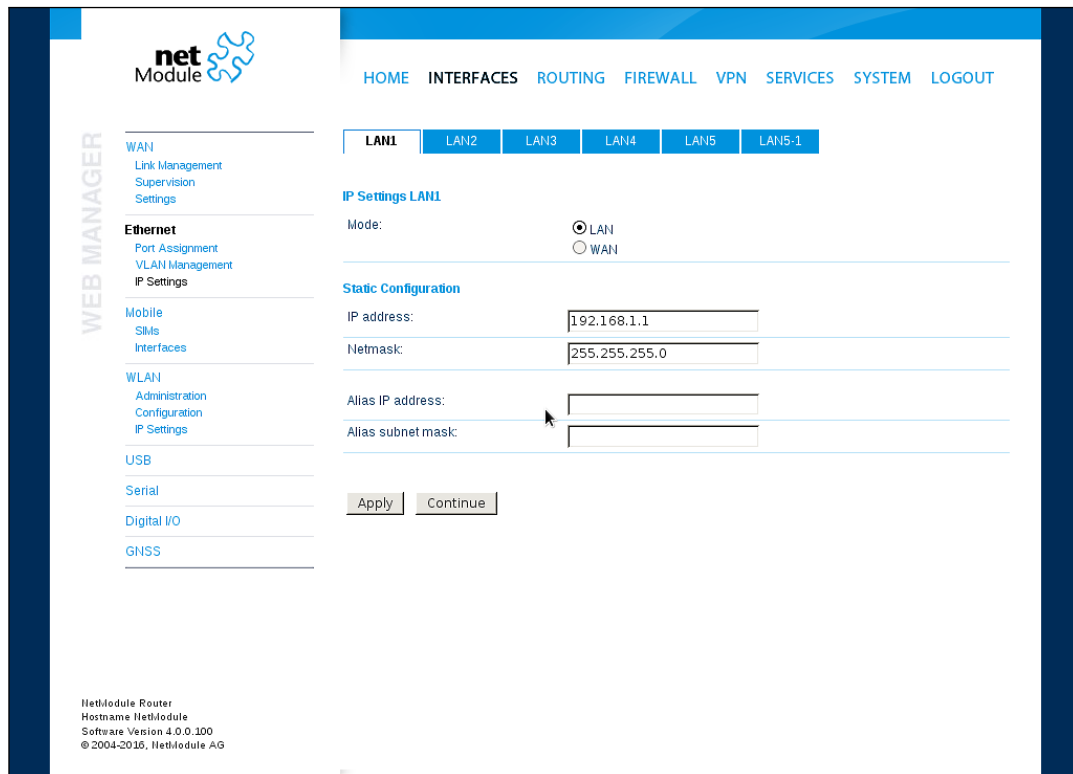 net
Module
HOME INTERFACES ROUTING FIREWALL VPN SERVICES SYSTEM LOGOUT
WEB MANAGER
WAN
Link Management
Supervision
Settings
Ethernet
Port Assignment
VLAN Management
IP Settings
Mobile
SIMs
Interfaces
WLAN
Administration
Configuration
IP Settings
USB
Serial
Digital I/O
GNSS
LAN1 LAN2 LAN3 LAN4 LAN5 LAN5-1
IP Settings LAN1
Mode: LAN
WAN
Static Configuration
IP address: 192.168.1.1
Netmask: 255.255.255.0
Alias IP address:
Alias subnet mask:
Apply Continue
NetModule Router
Hostname NetModule
Software Version 4.0.0.100
© 2004-2016, NetModule AG